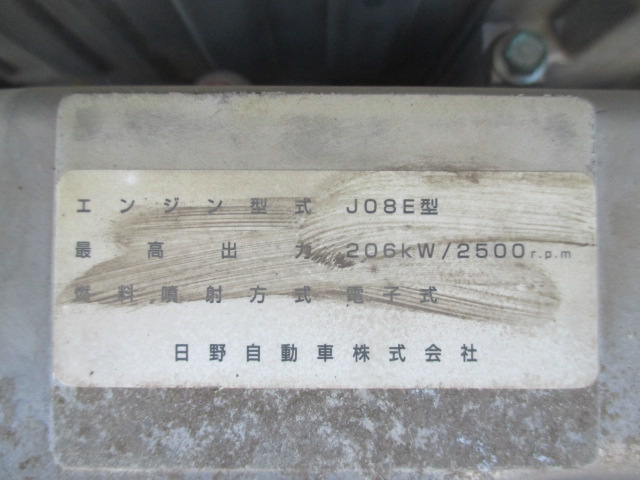 エンジン型式 J08E型
最高出力 206kW/2500r.p.m
燃料噴射方式 電子式
日野自動車株式会社